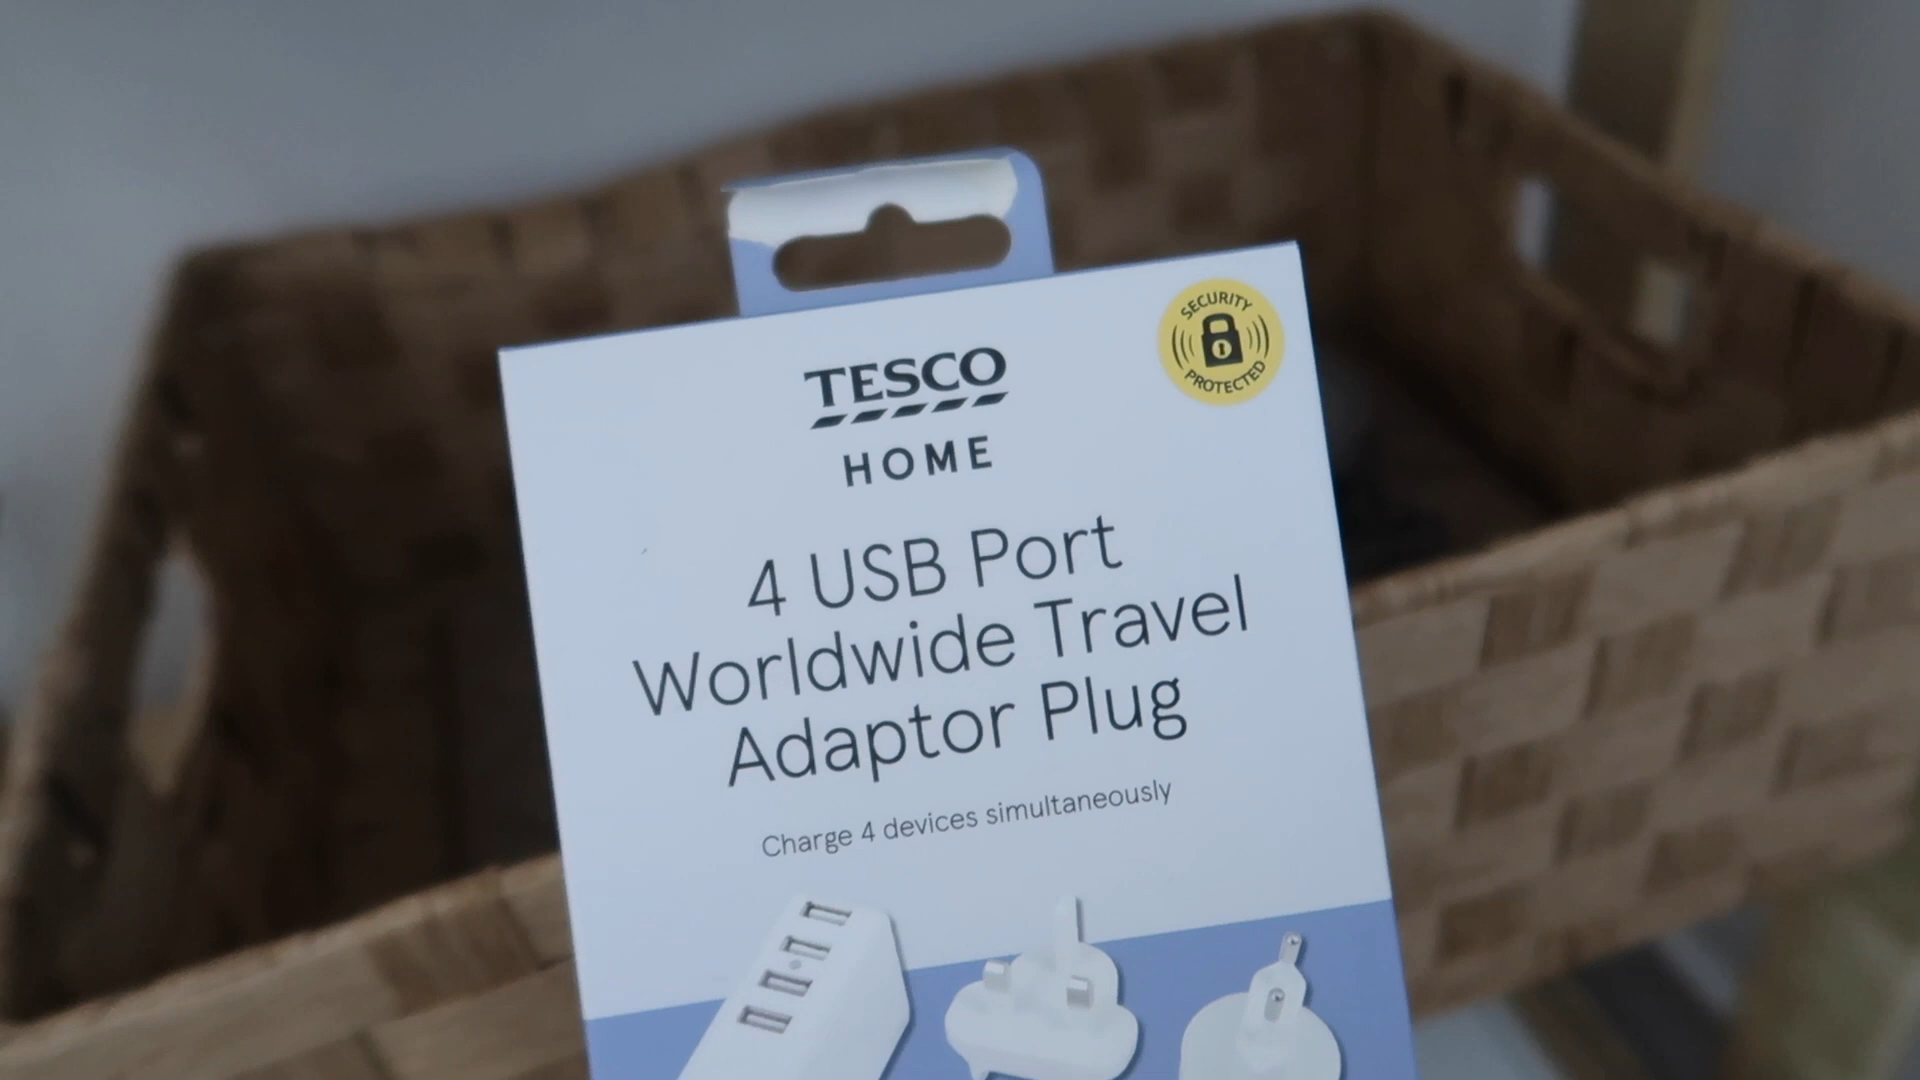 TESCO
HOME
SECURITY
PROTECTED
4 USB Port
Worldwide Travel
Adaptor Plug
Charge 4 devices simultaneously